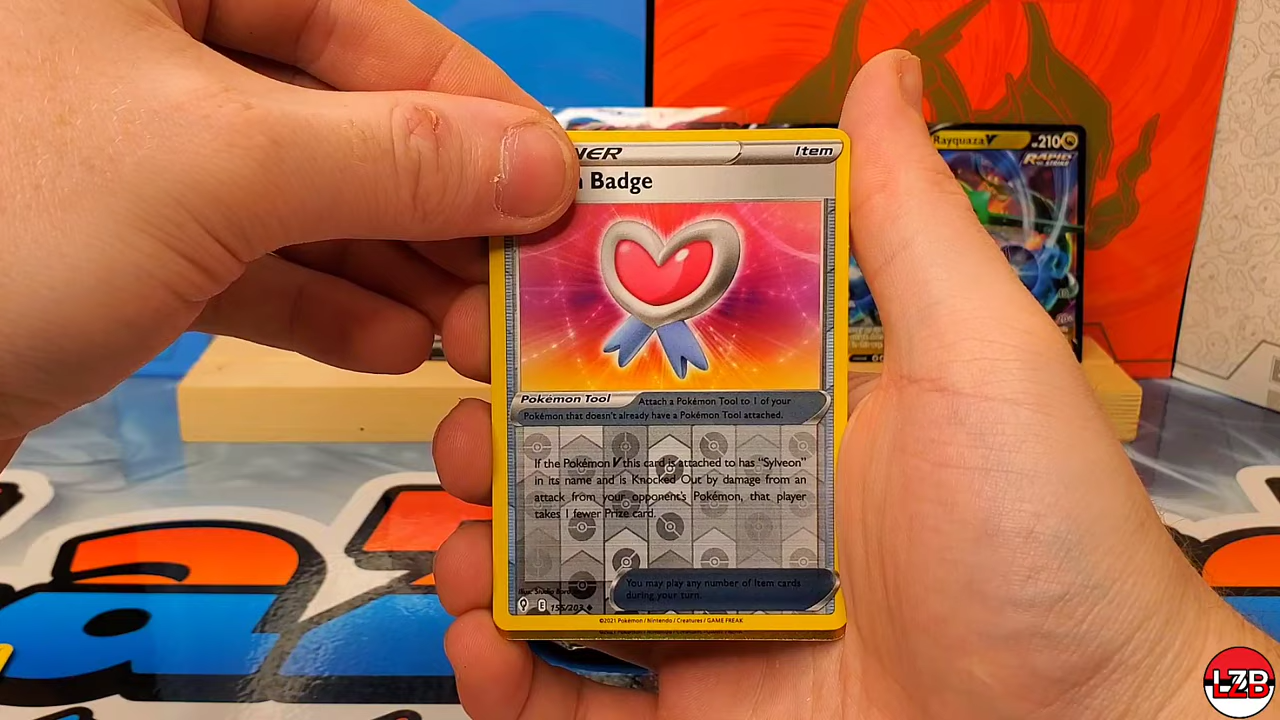 NER
Item
n Badge
Rayquaza V
210
RAPID
Pokémon Tool
Attach a Pokémon Tool to 1 of your
Pokémon that doesn't already have a Pokémon Tool attached.
If the Pokémon V this card is attached to has "Sylveon"
in its name and is Knocked Out by damage from an
attack from your opponent's Pokémon, that player
takes 1 fewer Prize card.
You may play any number of Item cards
during your turn.
Illus. Studio
E 155/203
©2021 Pokémon / Nintendo / Creatures / GAME FREAK
LZB